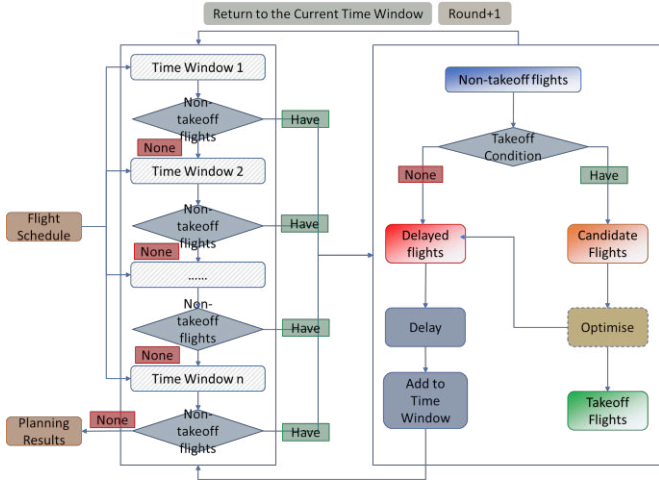 Return to the Current Time Window
Round+1
Time Window 1
Non-
takeoff
flights
Have
None
Time Window 2
Non-
takeoff
flights
Have
None
......
Non-
takeoff
flights
Have
None
Time Window n
Non-
takeoff
flights
Have
None
Flight
Schedule
Planning
Results
Non-takeoff flights
Takeoff
Condition
None
Have
Delayed
flights
Candidate
Flights
Delay
Optimise
Add to
Time
Window
Takeoff
Flights